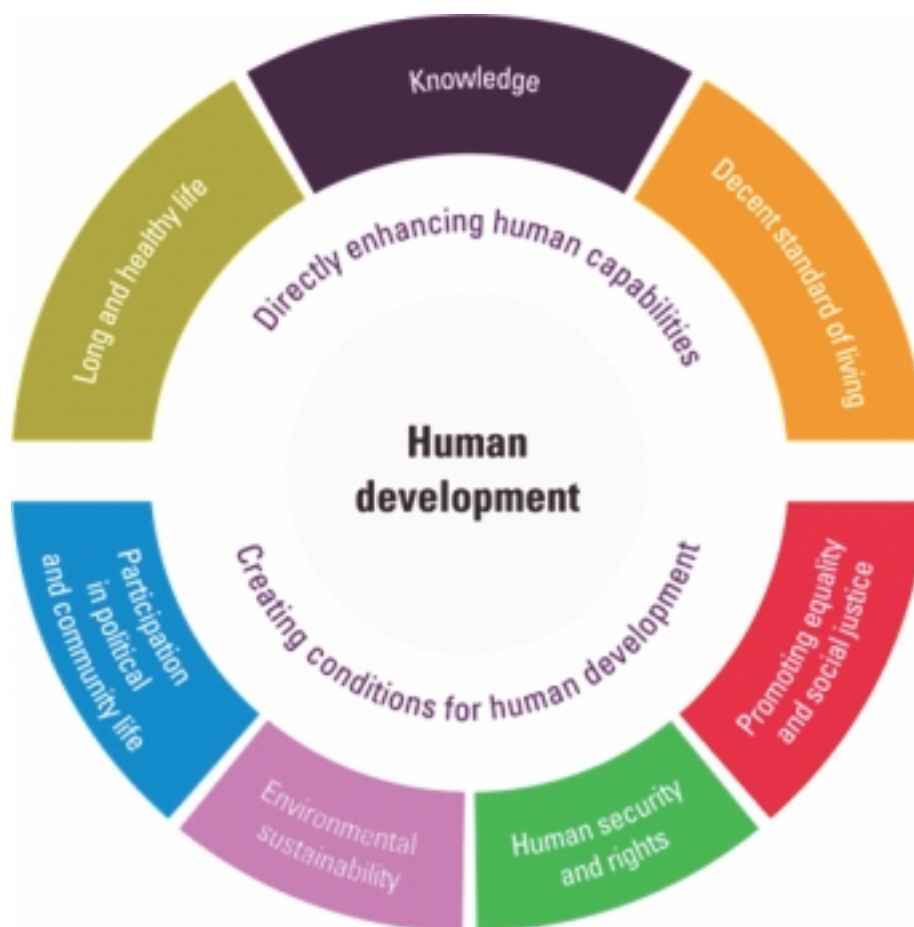 Knowledge
Long and healthy life
Decent standard of living
Directly enhancing human capabilities
Human
development
Creating conditions for human development
Participation
in political
and community life
Environmental
sustainability
Human security
and rights
Promoting equality
and social justice